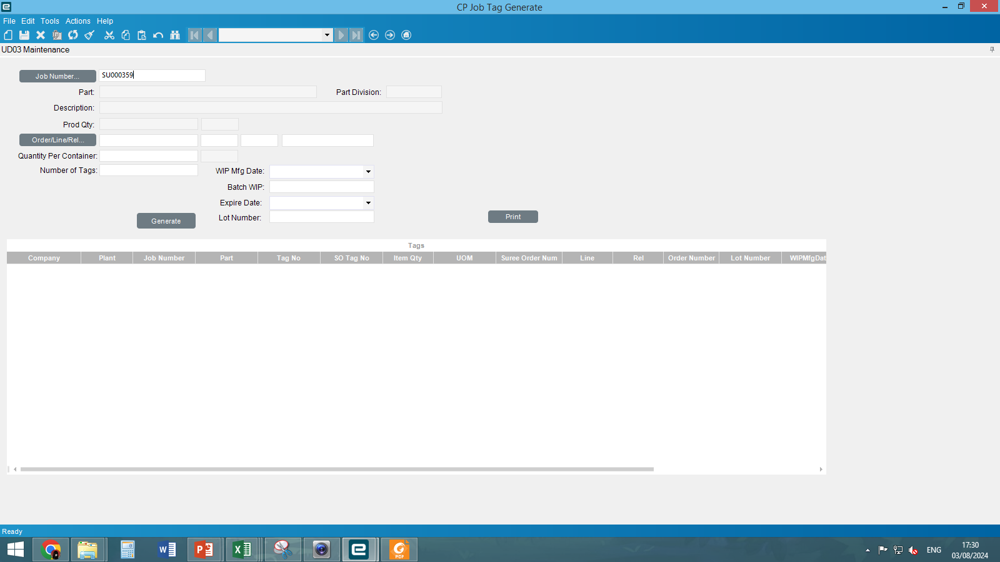 CP Job Tag Generate
File Edit Tools Actions Help
UD03 Maintenance
Job Number... SU000359
Part: Part Division:
Description:
Prod Qty:
Order/Line/Rel...
Quantity Per Container:
Number of Tags: WIP Mfg Date:
Batch WIP:
Expire Date:
Generate Lot Number: Print
Tags
Company Plant Job Number Part Tag No SO Tag No Item Qty UOM Suree Order Num Line Rel Order Number Lot Number WIPMfgDat
Ready
PDF
ENG 17:30
03/08/2024